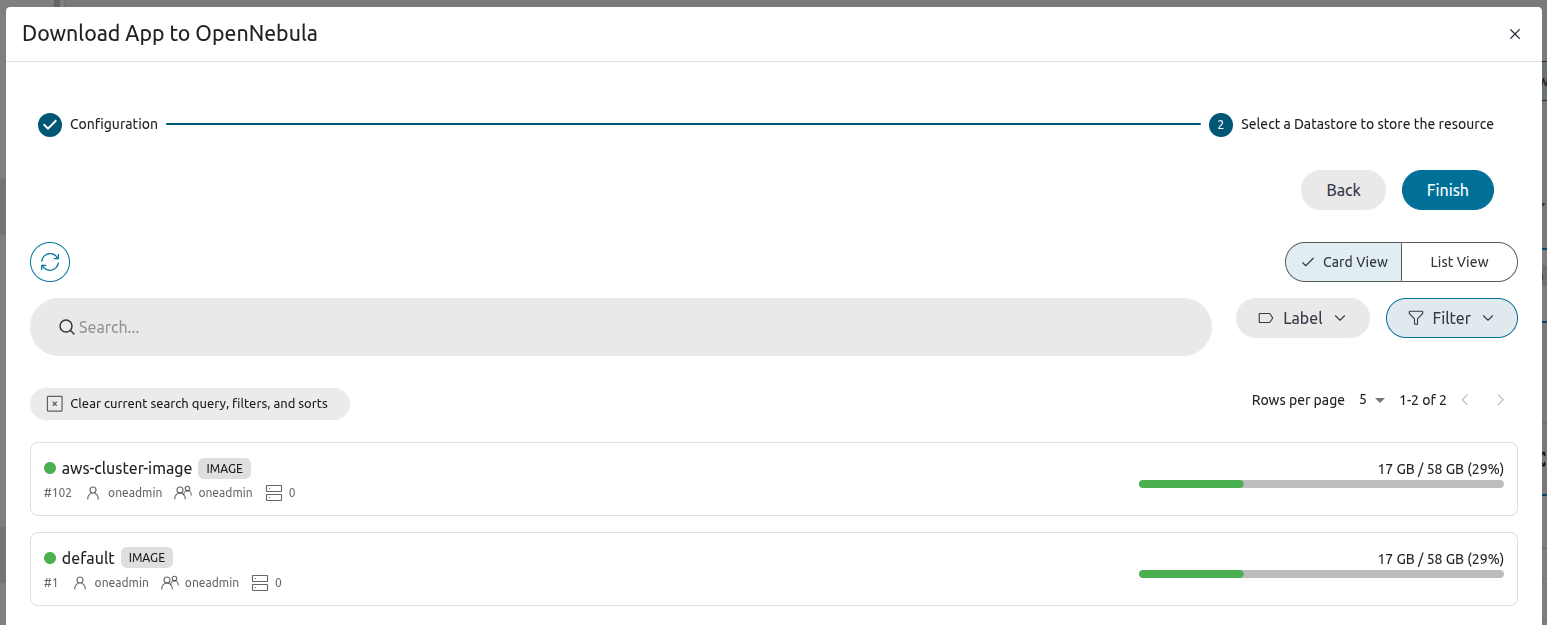 Download App to OpenNebula
Configuration
2 Select a Datastore to store the resource
Back Finish
Card View List View
Search... Label Filter
Clear current search query, filters, and sorts
Rows per page 5 1-2 of 2
aws-cluster-image IMAGE
17 GB / 58 GB (29%)
#102 oneadmin oneadmin 0
default IMAGE
17 GB / 58 GB (29%)
#1 oneadmin oneadmin 0